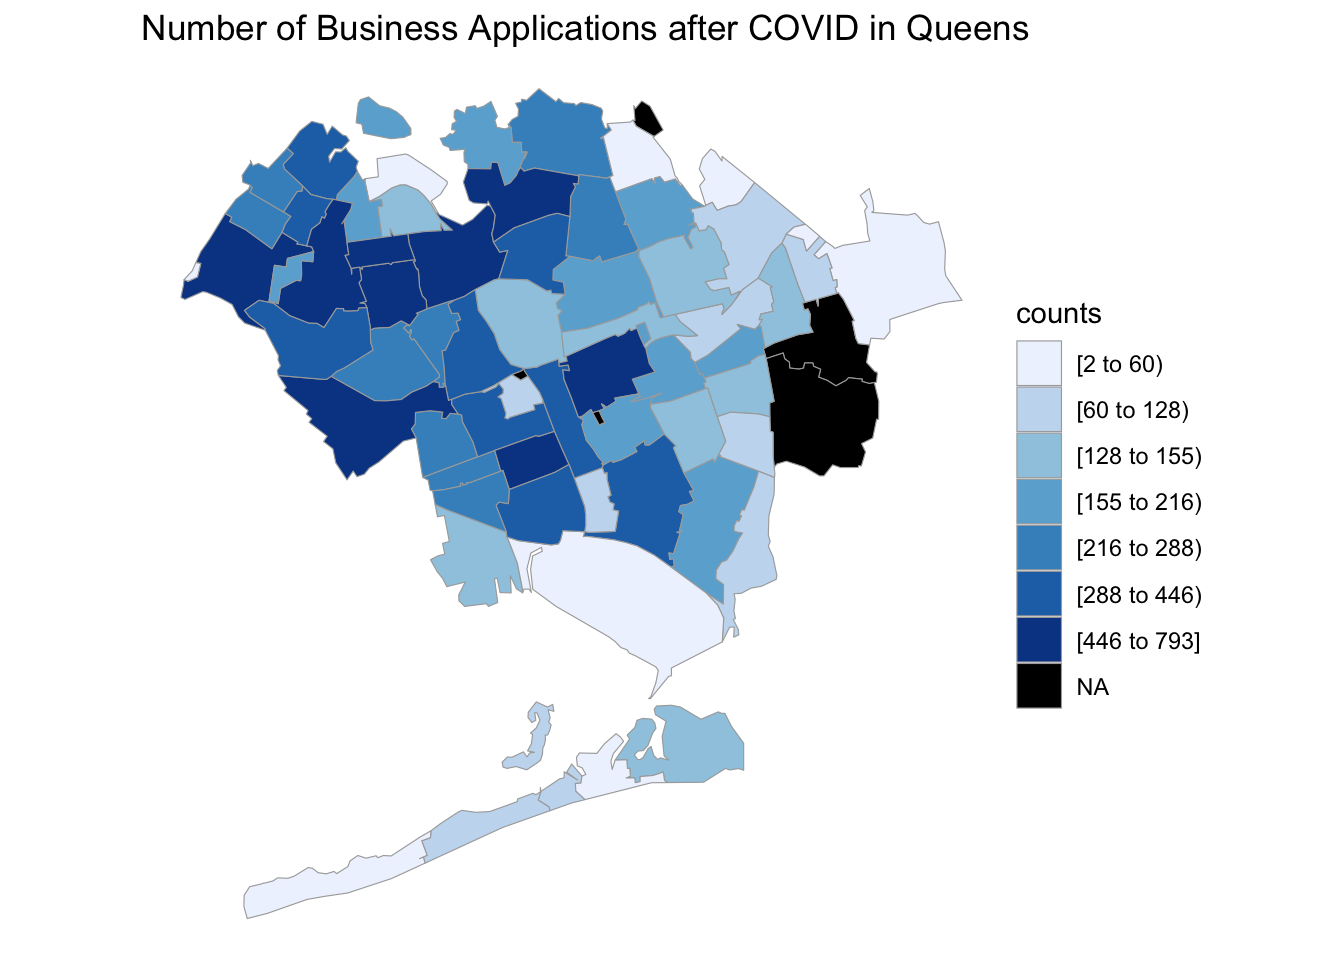 Number of Business Applications after COVID in Queens
counts
[2 to 60)
[60 to 128)
[128 to 155)
[155 to 216)
[216 to 288)
[288 to 446)
[446 to 793]
NA